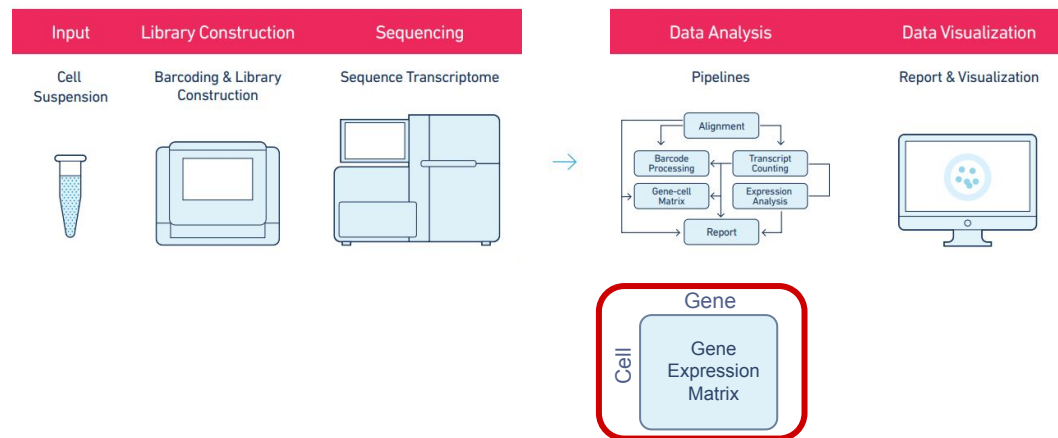 Input
Library Construction
Sequencing
Data Analysis
Data Visualization
Cell
Suspension
Barcoding & Library
Construction
Sequence Transcriptome
Pipelines
Report & Visualization
Alignment
Barcode
Processing
Transcript
Counting
Gene-cell
Matrix
Expression
Analysis
Report
Gene
Cell
Gene
Expression
Matrix